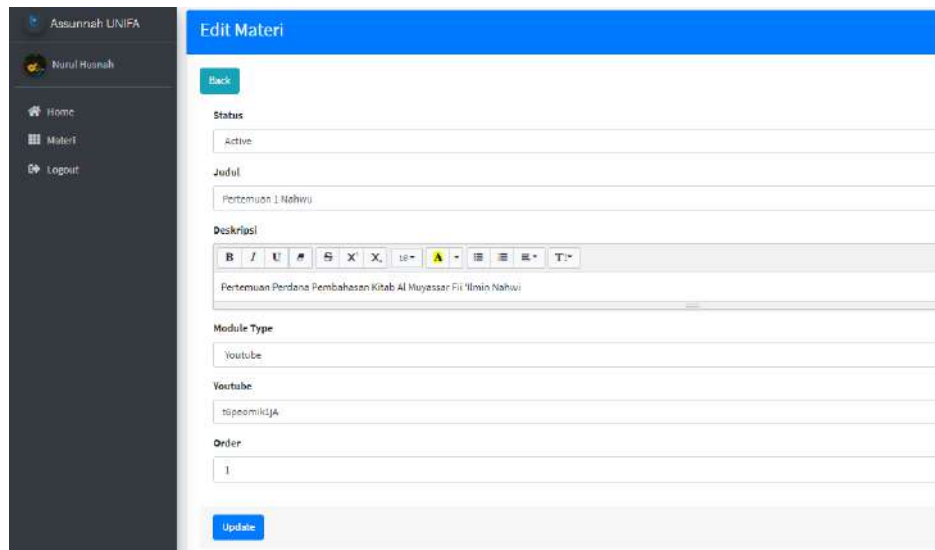 Assunnah UNIFA
Nurul Husnah
Home
Materi
Logout
Edit Materi
Back
Status
Active
Judul
Pertemuan 1 Nahwu
Deskripsi
B I U S X X A T
Pertemuan Perdana Pembahasan Kitab Al Muyassar Fii 'Ilmin Nahwi
Module Type
Youtube
Youtube
Order
1
Update